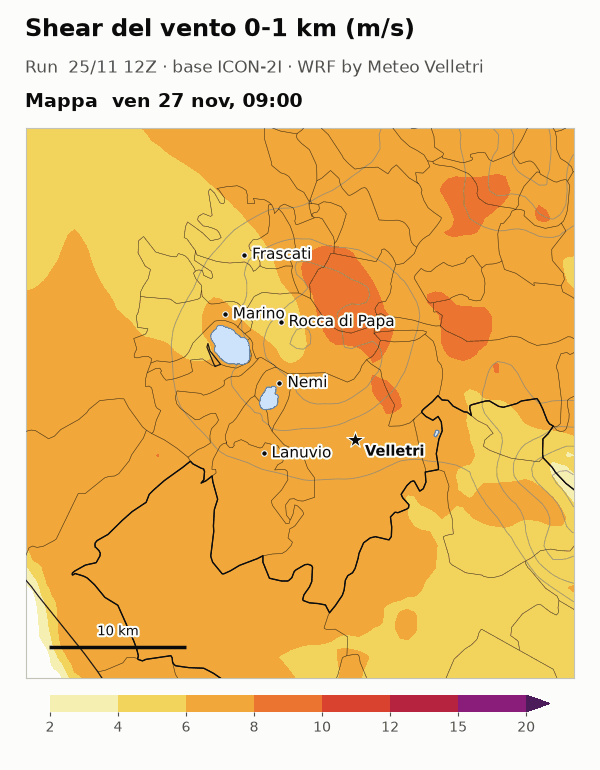 Shear del vento 0-1 km (m/s)
Run  25/11 12Z · base ICON-2I · WRF by Meteo Velletri
Mappa  ven 27 nov, 09:00
Frascati
Marino
Rocca di Papa
Nemi
Velletri
Lanuvio
10 km
2 4 6 8 10 12 15 20